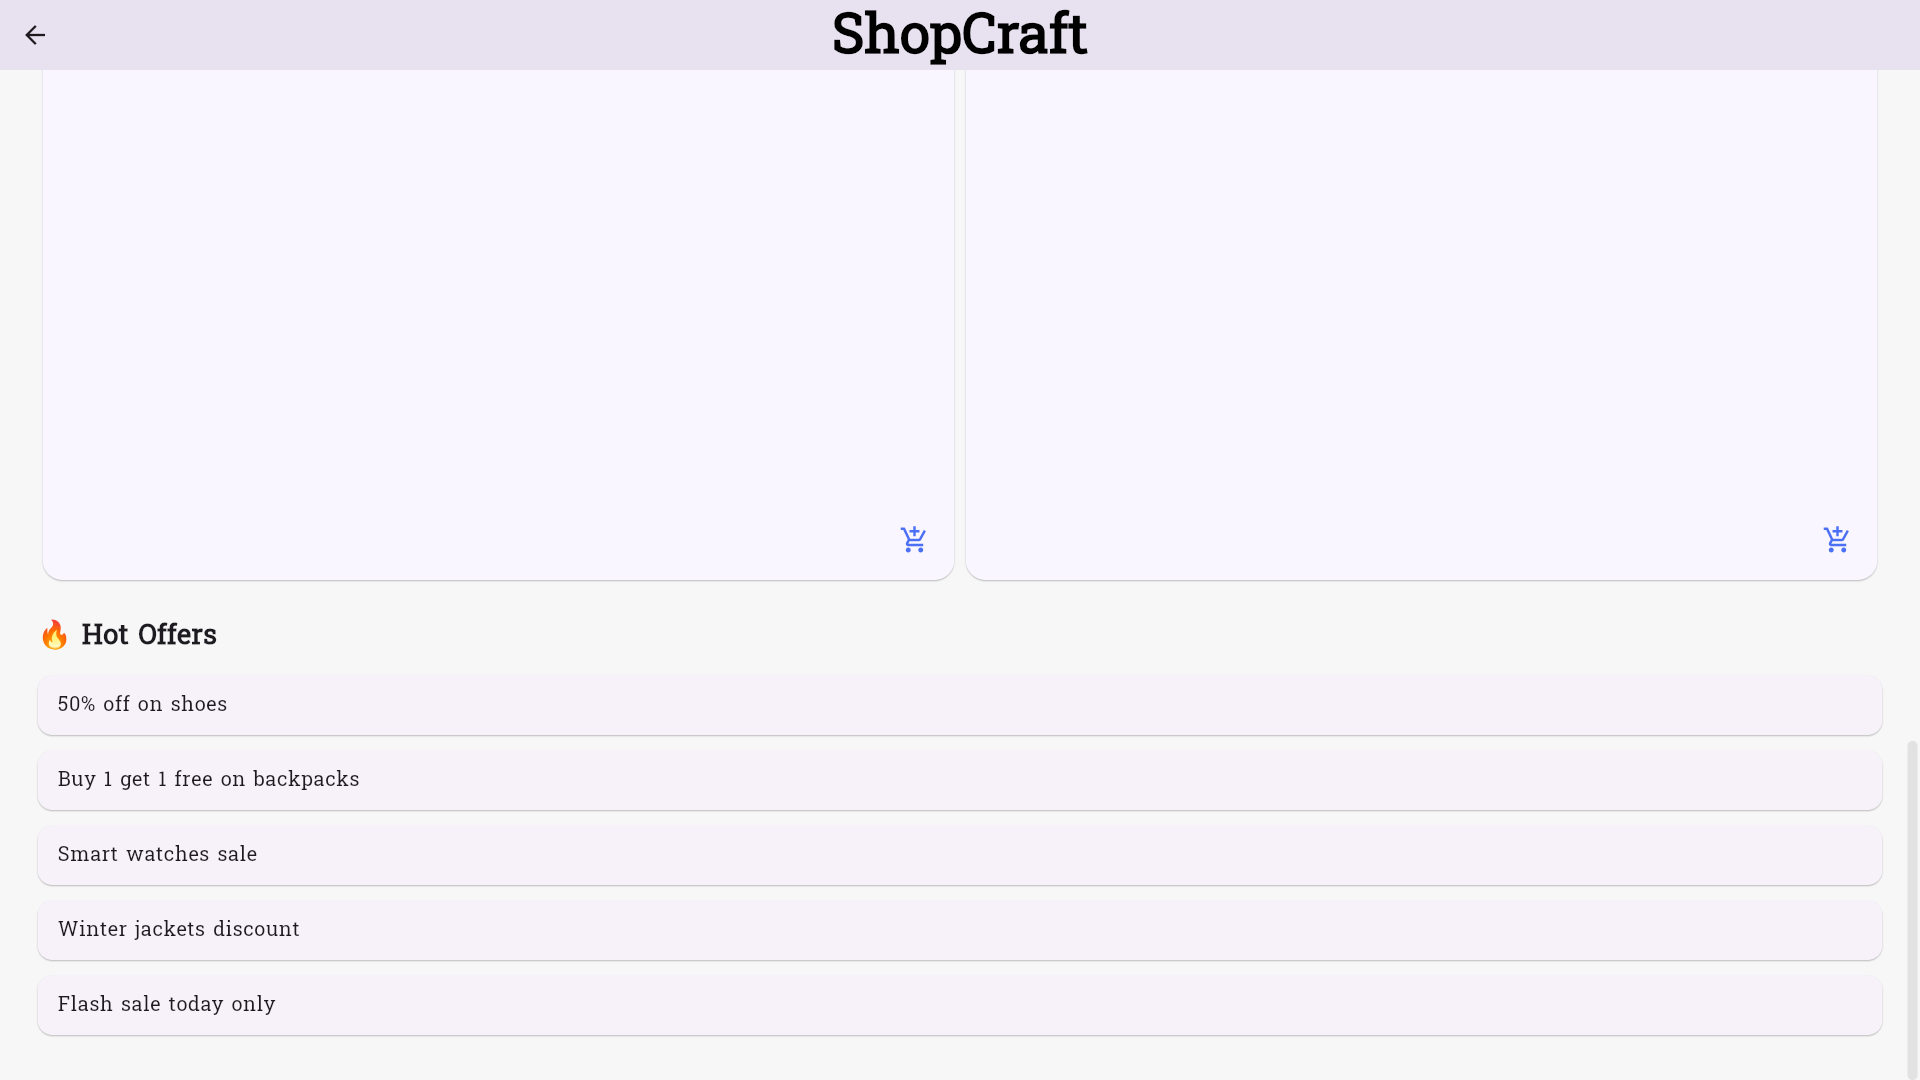 ShopCraft
🔥 Hot Offers
50% off on shoes
Buy 1 get 1 free on backpacks
Smart watches sale
Winter jackets discount
Flash sale today only